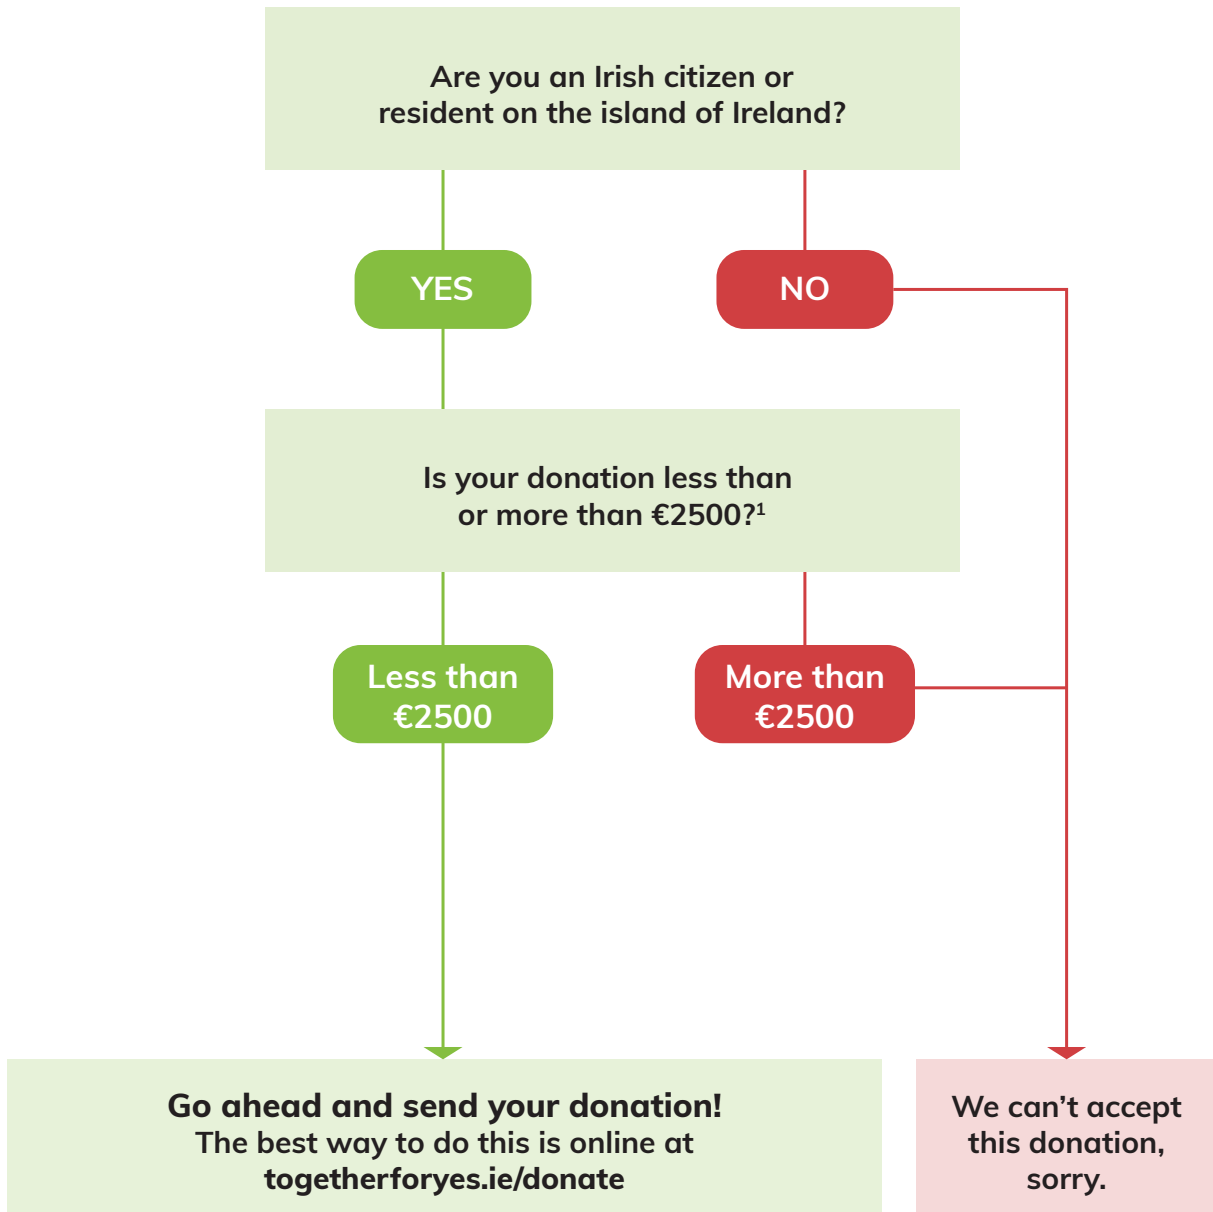 Are you an Irish citizen or
resident on the island of Ireland?
YES
NO
Is your donation less than
or more than €2500?¹
Less than
€2500
More than
€2500
Go ahead and send your donation!
The best way to do this is online at
togetherforyes.ie/donate
We can’t accept
this donation,
sorry.